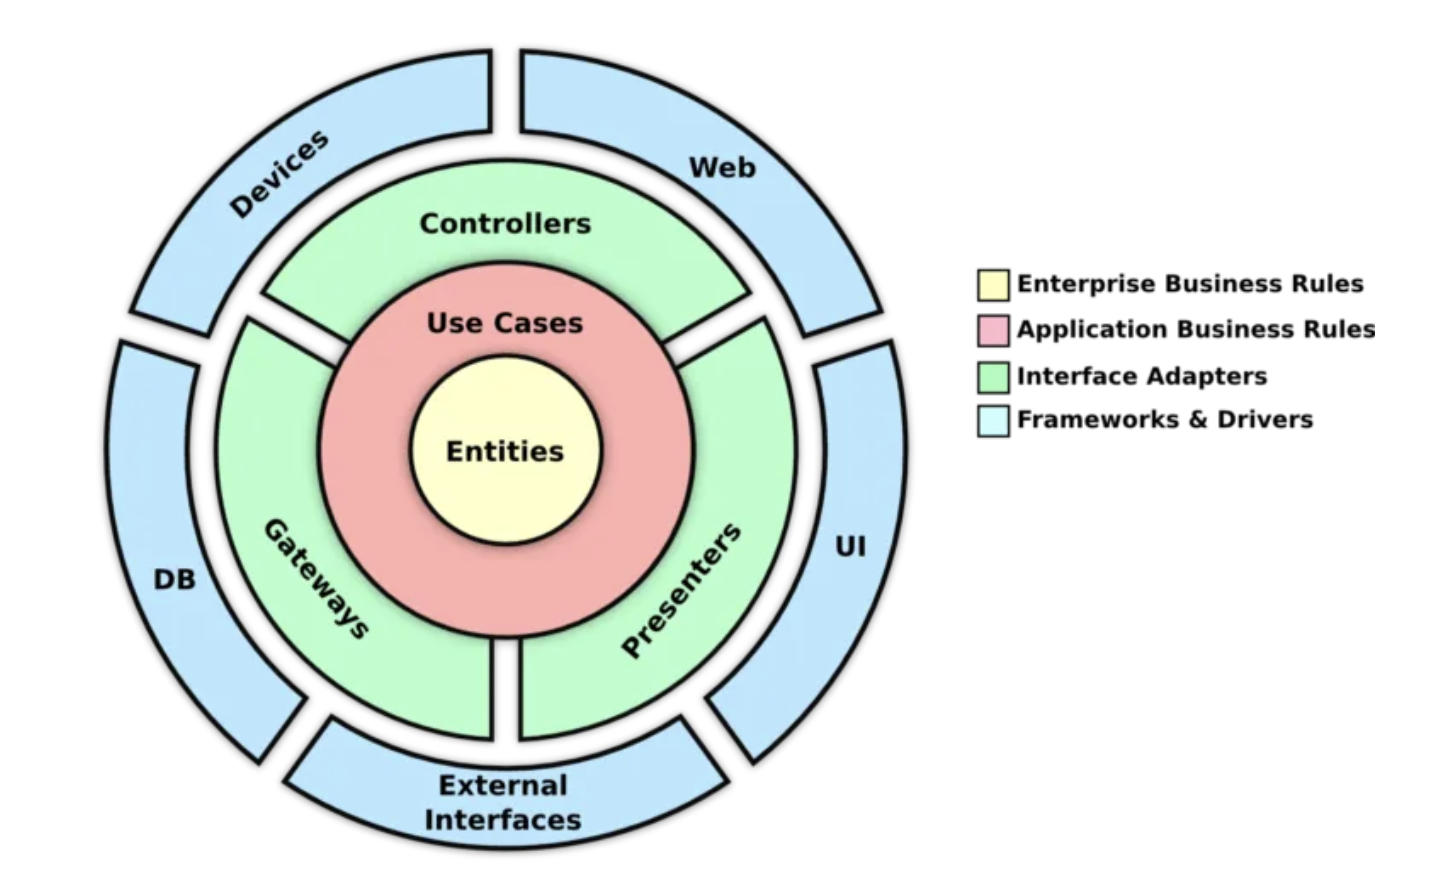 Devices
Web
Controllers
Use Cases
Entities
Gateways
Presenters
DB
UI
External
Interfaces
Enterprise Business Rules
Application Business Rules
Interface Adapters
Frameworks & Drivers